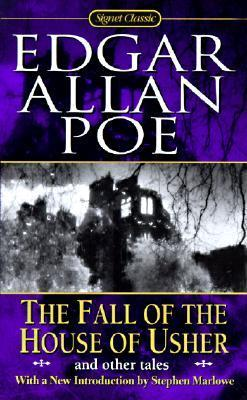 Signet Classic
EDGAR
ALLAN
POE
THE FALL OF THE
HOUSE OF USHER
and other tales
With a New Introduction by Stephen Marlowe